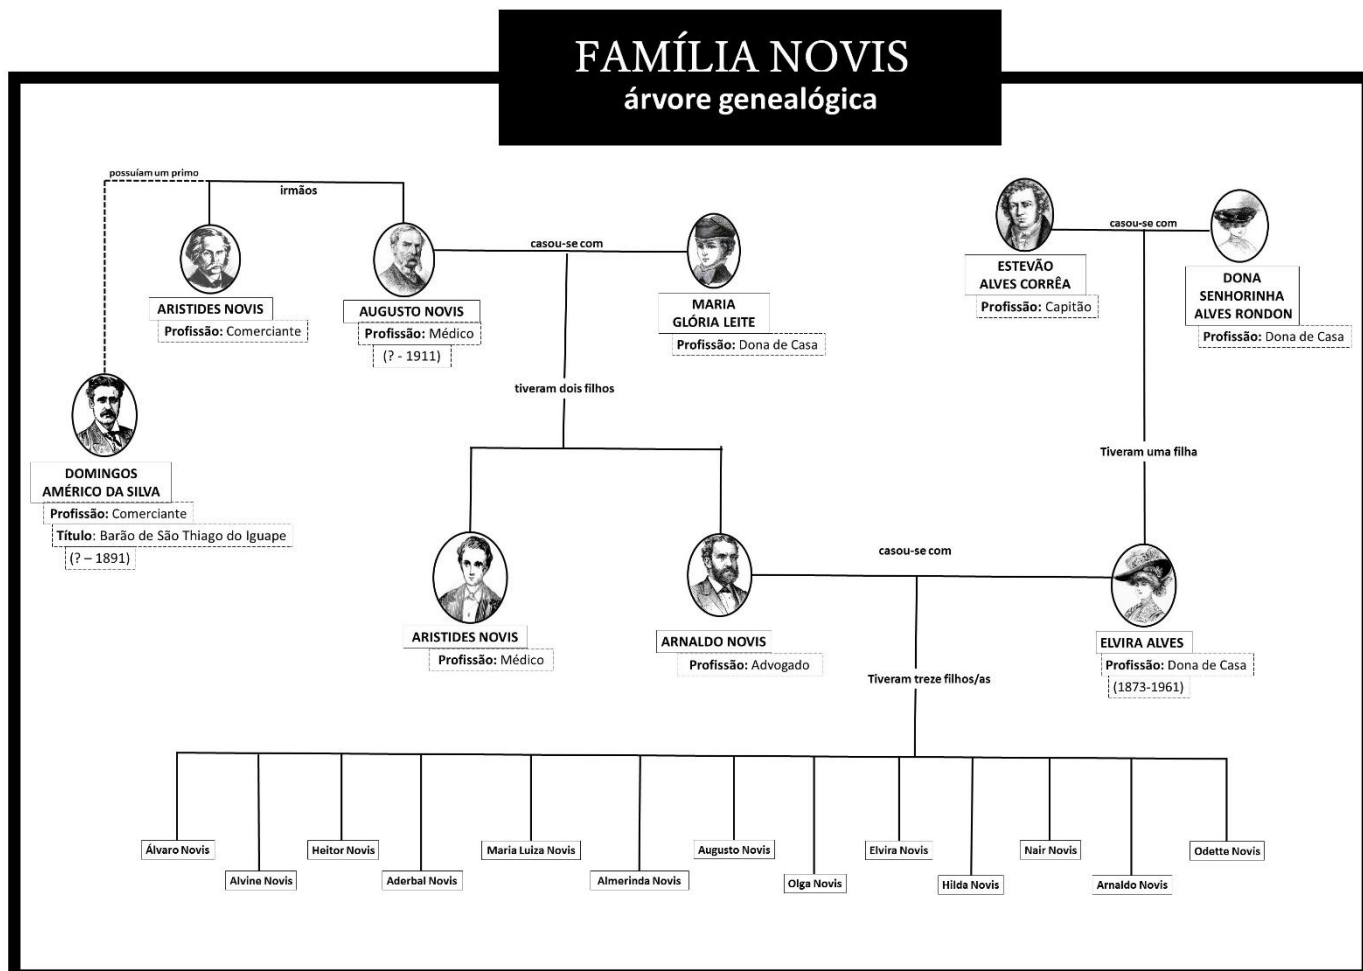 FAMÍLIA NOVIS
árvore genealógica
possuíam um primo
irmãos
casou-se com
casou-se com
ARISTIDES NOVIS
Profissão: Comerciante
AUGUSTO NOVIS
Profissão: Médico
(? - 1911)
MARIA
GLÓRIA LEITE
Profissão: Dona de Casa
ESTEVÃO
ALVES CORRÊA
Profissão: Capitão
DONA
SENHORINHA
ALVES RONDON
Profissão: Dona de Casa
tiveram dois filhos
Tiveram uma filha
DOMINGOS
AMÉRICO DA SILVA
Profissão: Comerciante
Título: Barão de São Thiago do Iguape
(? – 1891)
casou-se com
ARISTIDES NOVIS
Profissão: Médico
ARNALDO NOVIS
Profissão: Advogado
ELVIRA ALVES
Profissão: Dona de Casa
(1873-1961)
Tiveram treze filhos/as
Álvaro Novis
Alvine Novis
Heitor Novis
Aderbal Novis
Maria Luiza Novis
Almerinda Novis
Augusto Novis
Olga Novis
Elvira Novis
Hilda Novis
Nair Novis
Arnaldo Novis
Odette Novis